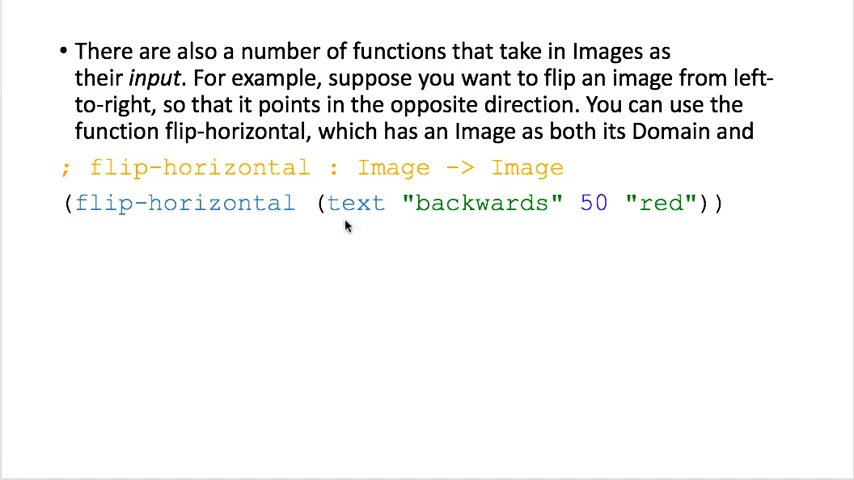 • There are also a number of functions that take in Images as
their input. For example, suppose you want to flip an image from left-
to-right, so that it points in the opposite direction. You can use the
function flip-horizontal, which has an Image as both its Domain and
; flip-horizontal : Image -> Image
(flip-horizontal (text "backwards" 50 "red"))